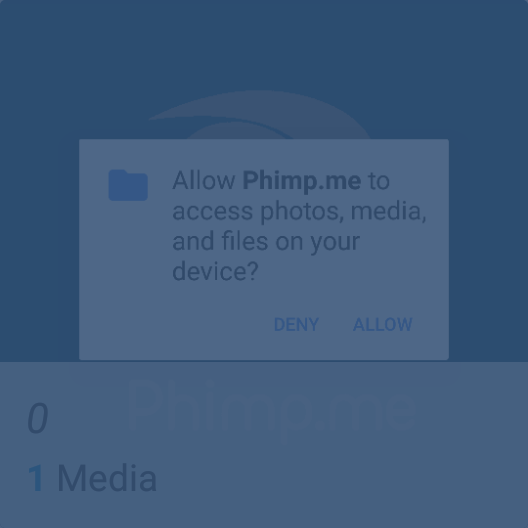 Allow Phimp.me to
access photos, media,
and files on your
device?
DENY ALLOW
Phimp.me
0
1 Media